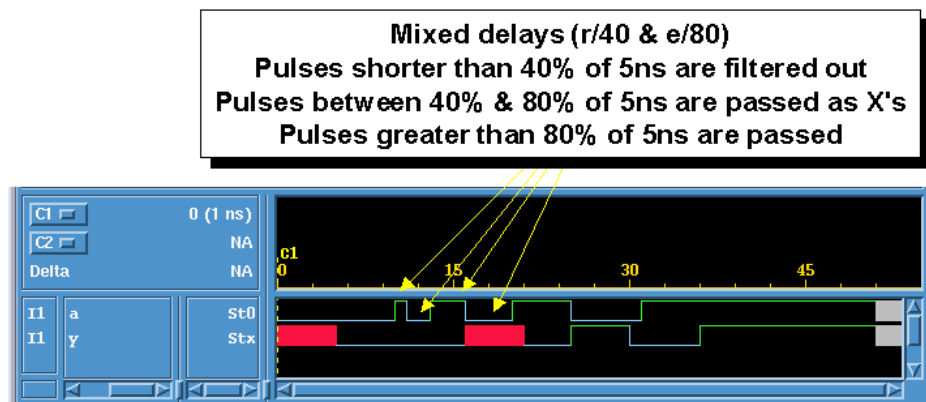 Mixed delays (r/40 & e/80)
Pulses shorter than 40% of 5ns are filtered out
Pulses between 40% & 80% of 5ns are passed as X's
Pulses greater than 80% of 5ns are passed
C1 0 (1 ns)
C2 NA
Delta NA
c1
0 15 30 45
I1 a St0
I1 y Stx